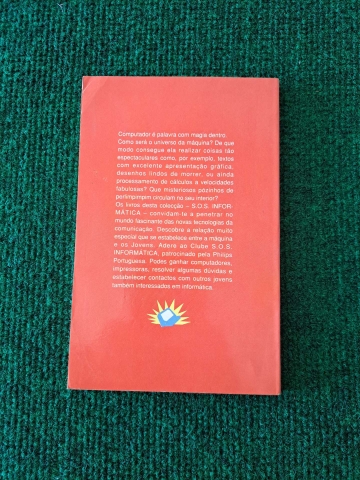 Computador é palavra com magia dentro.
Como será o universo da máquina? De que
modo consegue ela realizar coisas tão
espectaculares como, por exemplo, textos
com excelente apresentação gráfica,
desenhos lindos de morrer, ou ainda
processamento de cálculos a velocidades
fabulosas? Que misteriosos pozinhos de
perlimpimpim circulam no seu interior?
Os livros desta colecção – S.O.S. INFOR-
MÁTICA – convidam-te a penetrar no
mundo fascinante das novas tecnologias da
comunicação. Descobre a relação muito
especial que se estabelece entre a máquina
e os Jovens. Adere ao Clube S.O.S.
INFORMÁTICA, patrocinado pela Philips
Portuguesa. Podes ganhar computadores,
impressoras, resolver algumas dúvidas e
estabelecer contactos com outros jovens
também interessados em informática.